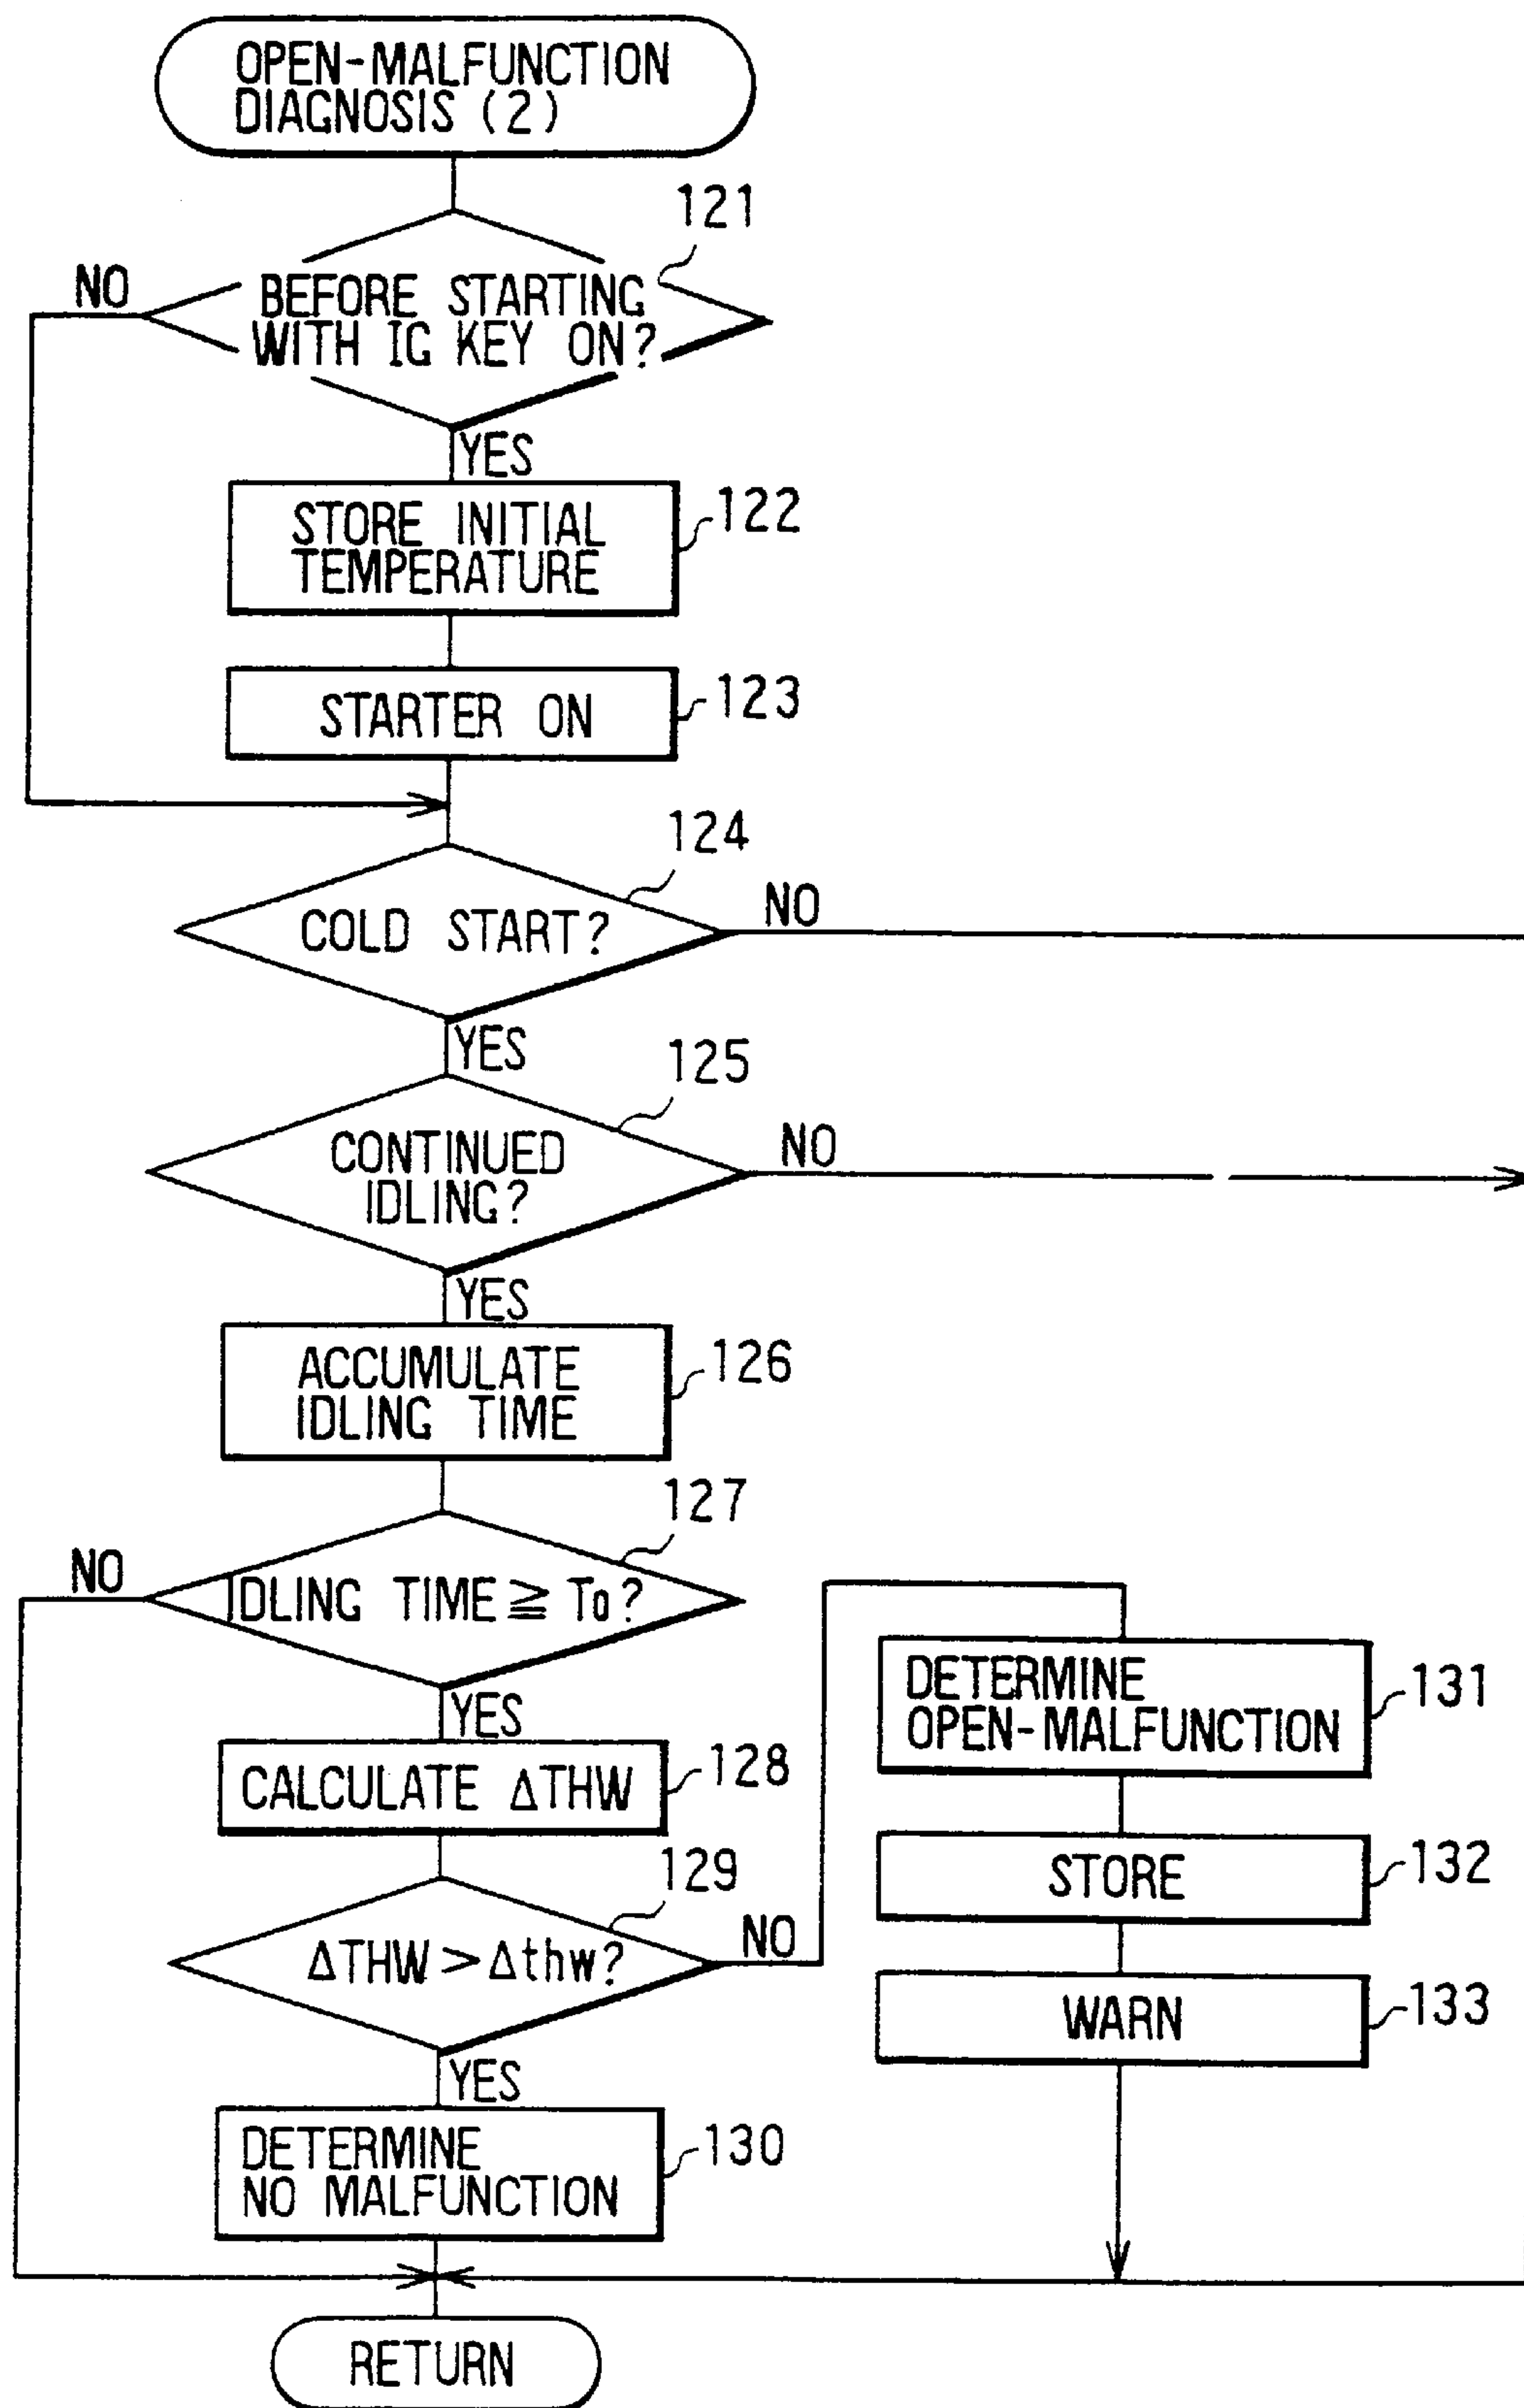 OPEN-MALFUNCTION
DIAGNOSIS (2)
121
NO
BEFORE STARTING
WITH IG KEY ON?
YES
STORE INITIAL
TEMPERATURE
122
STARTER ON
123
124
COLD START?
NO
YES
125
CONTINUED
IDLING?
NO
YES
ACCUMULATE
IDLING TIME
126
127
NO
IDLING TIME ≧ To?
YES
CALCULATE ΔTHW
128
129
ΔTHW > Δthw?
NO
YES
DETERMINE
NO MALFUNCTION
130
DETERMINE
OPEN-MALFUNCTION
131
STORE
132
WARN
133
RETURN